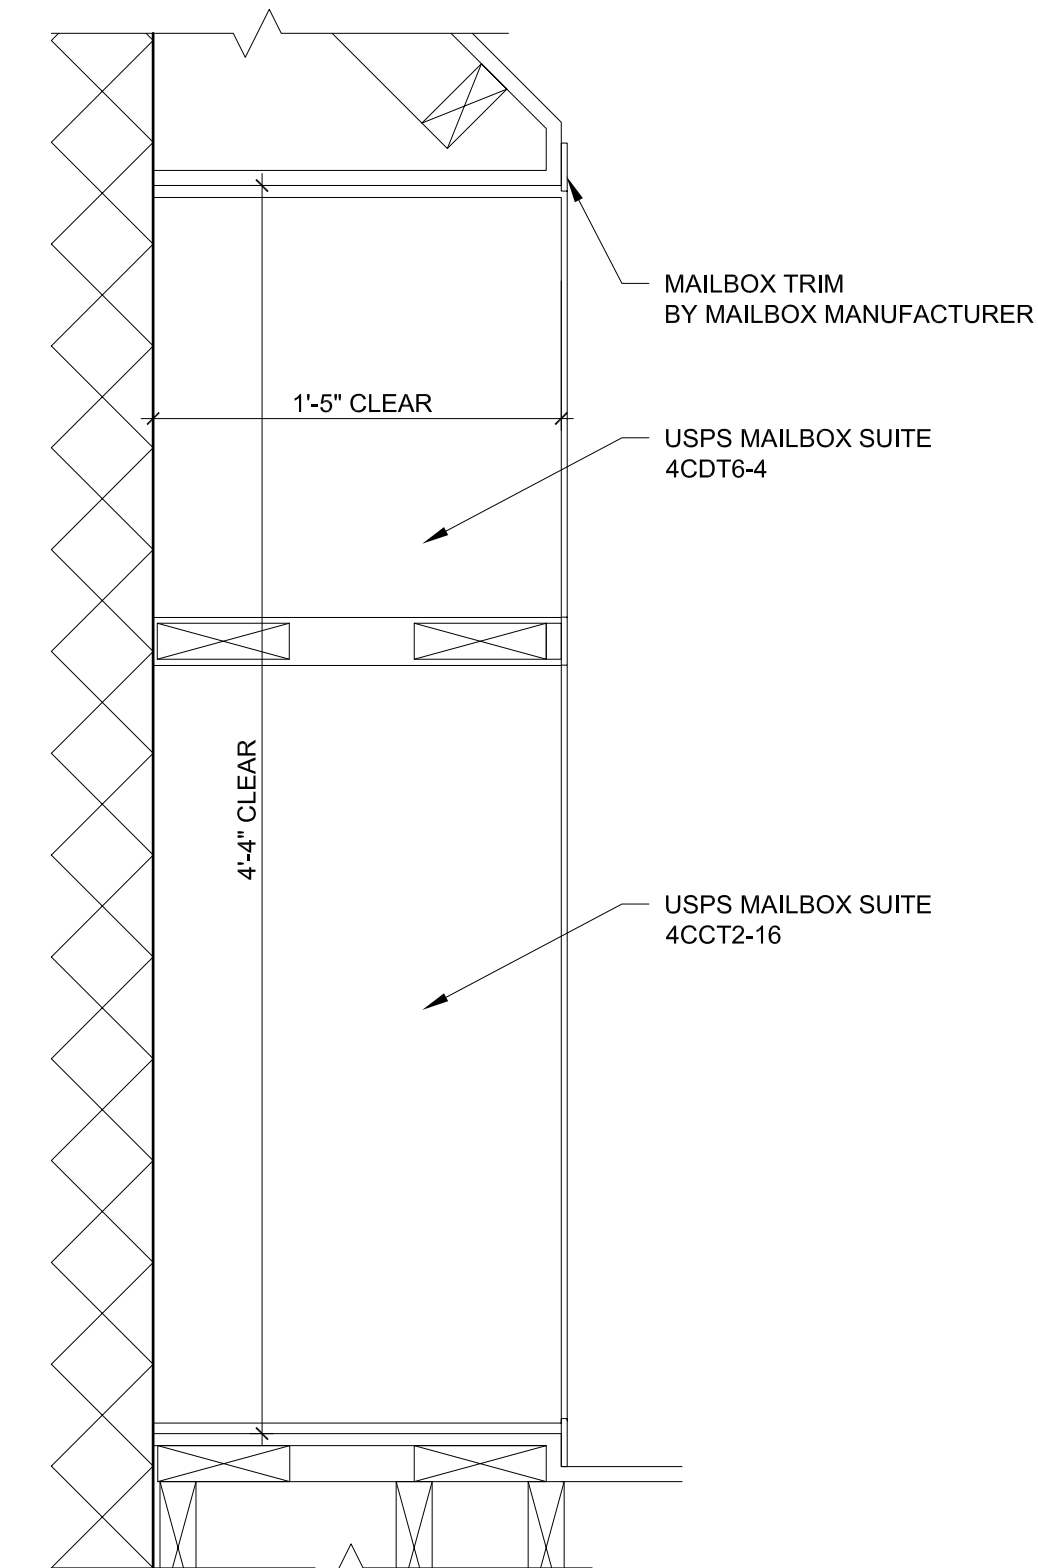 MAILBOX TRIM
BY MAILBOX MANUFACTURER
1'-5" CLEAR
USPS MAILBOX SUITE
4CDT6-4
4'-4" CLEAR
USPS MAILBOX SUITE
4CCT2-16